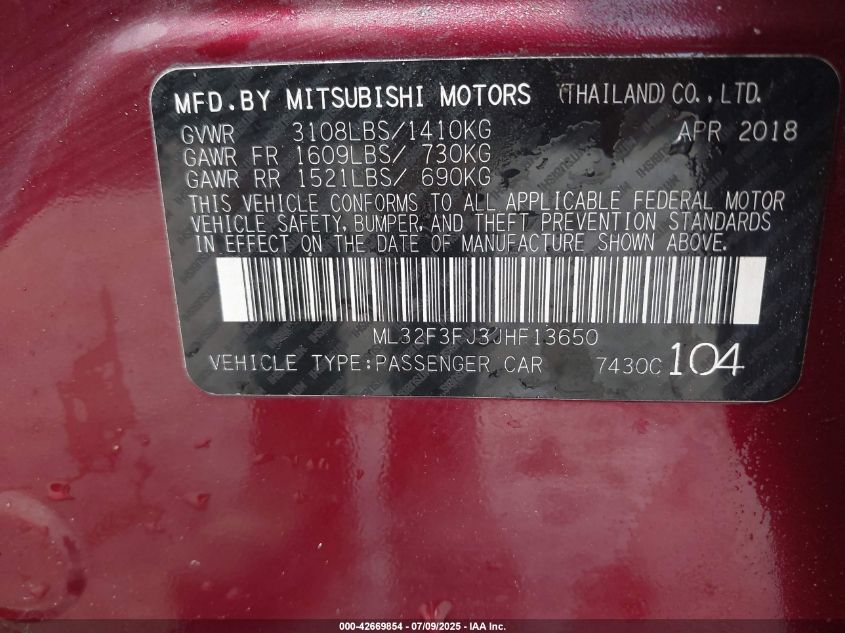 MFD.BY MITSUBISHI MOTORS (THAILAND) CO.,LTD.
GVWR 3108LBS/1410KG APR 2018
GAWR FR 1609LBS/ 730KG
GAWR RR 1521LBS/ 690KG
THIS VEHICLE CONFORMS TO ALL APPLICABLE FEDERAL MOTOR
VEHICLE SAFETY, BUMPER, AND THEFT PREVENTION STANDARDS
IN EFFECT ON THE DATE OF MANUFACTURE SHOWN ABOVE.
ML32F3FJ3JHF13650
VEHICLE TYPE:PASSENGER CAR 7430C 104
000-42669854 | 07/09/2025 - IAA Inc.